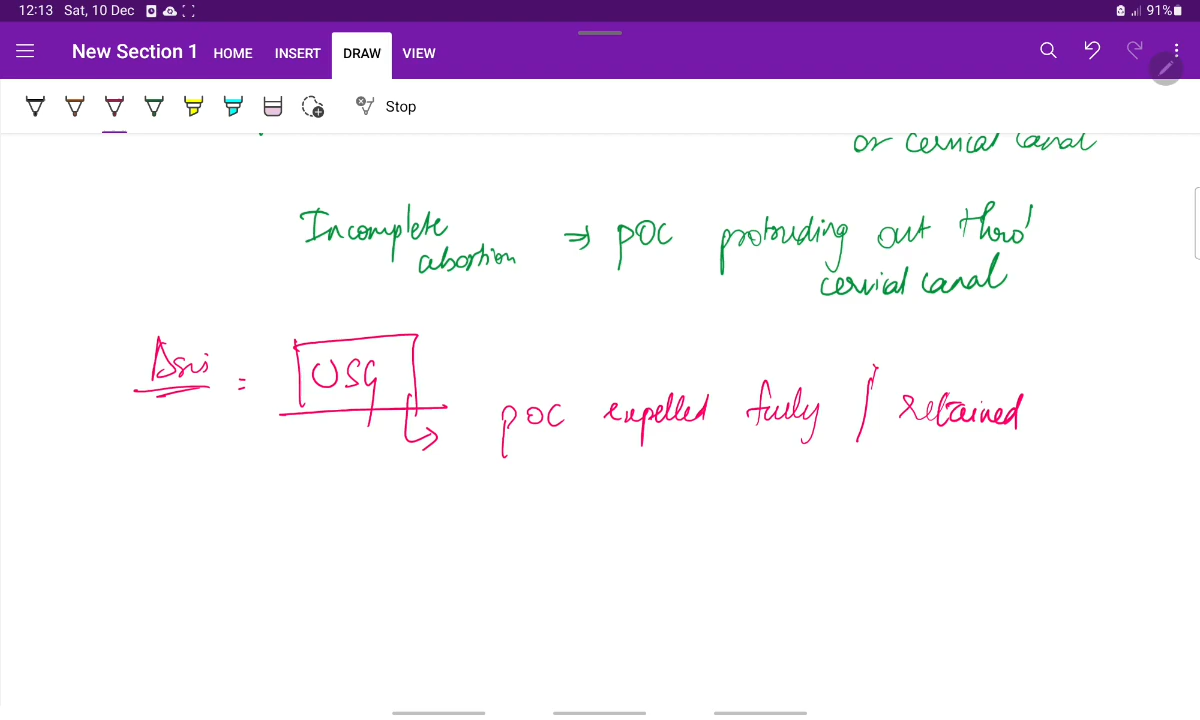 12:13 Sat, 10 Dec 91%
New Section 1 HOME INSERT DRAW VIEW
Stop
or cervical canal
Incomplete abortion ⇒ POC protruding out thro' cervical canal
Δsis = USG
↳ POC expelled fully / retained